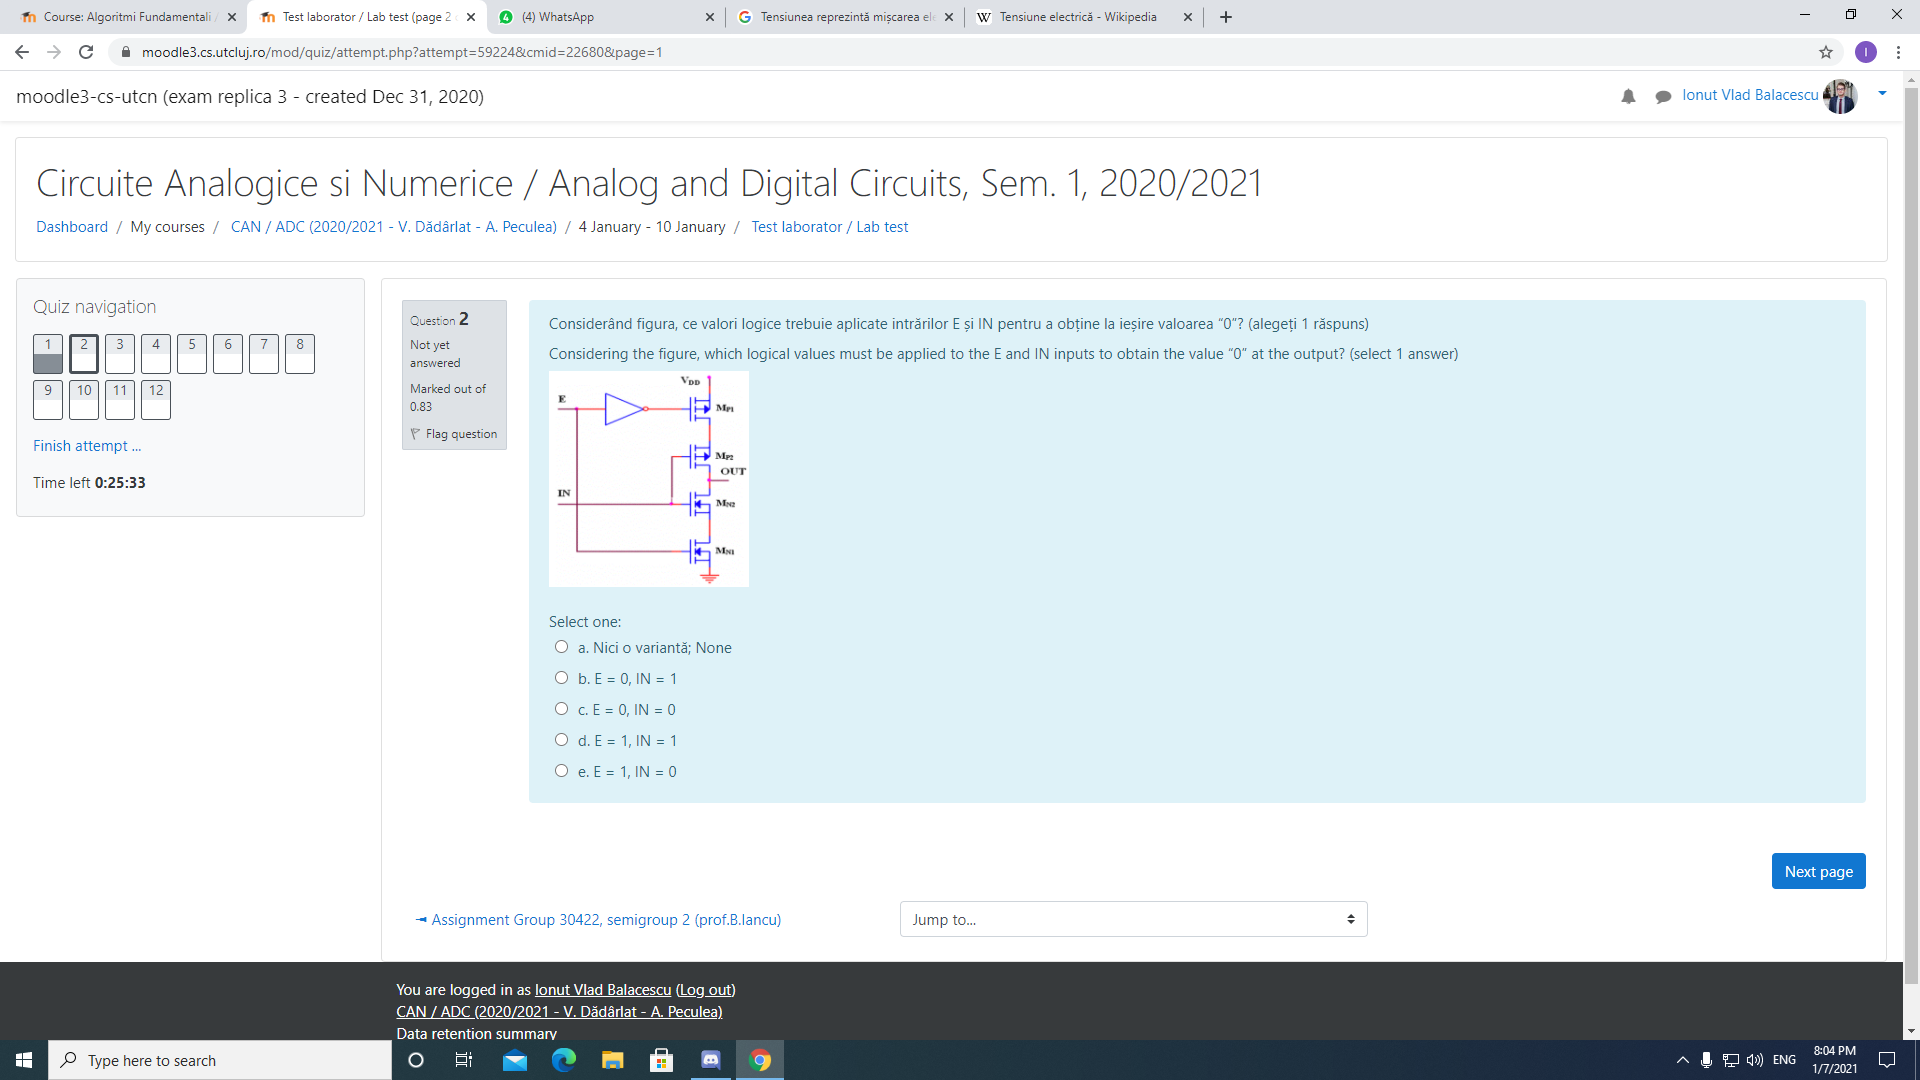 Course: Algoritmi Fundamentali /
Test laborator / Lab test (page 2
(4) WhatsApp
Tensiunea reprezintă mișcarea ele
Tensiune electrică - Wikipedia
moodle3.cs.utcluj.ro/mod/quiz/attempt.php?attempt=59224&cmid=22680&page=1
moodle3-cs-utcn (exam replica 3 - created Dec 31, 2020)
Ionut Vlad Balacescu
Circuite Analogice si Numerice / Analog and Digital Circuits, Sem. 1, 2020/2021
Dashboard / My courses / CAN / ADC (2020/2021 - V. Dădârlat - A. Peculea) / 4 January - 10 January / Test laborator / Lab test
Quiz navigation
1 2 3 4 5 6 7 8
9 10 11 12
Finish attempt ...
Time left 0:25:33
Question 2
Not yet
answered
Marked out of
0.83
Flag question
Considerând figura, ce valori logice trebuie aplicate intrărilor E și IN pentru a obține la ieșire valoarea “0”? (alegeți 1 răspuns)
Considering the figure, which logical values must be applied to the E and IN inputs to obtain the value “0” at the output? (select 1 answer)
VDD
E
MP1
MP2
OUT
IN
MN2
MN1
Select one:
a. Nici o variantă; None
b. E = 0, IN = 1
c. E = 0, IN = 0
d. E = 1, IN = 1
e. E = 1, IN = 0
Next page
◄ Assignment Group 30422, semigroup 2 (prof.B.Iancu)
Jump to...
You are logged in as Ionut Vlad Balacescu (Log out)
CAN / ADC (2020/2021 - V. Dădârlat - A. Peculea)
Data retention summary
Type here to search
ENG
8:04 PM
1/7/2021